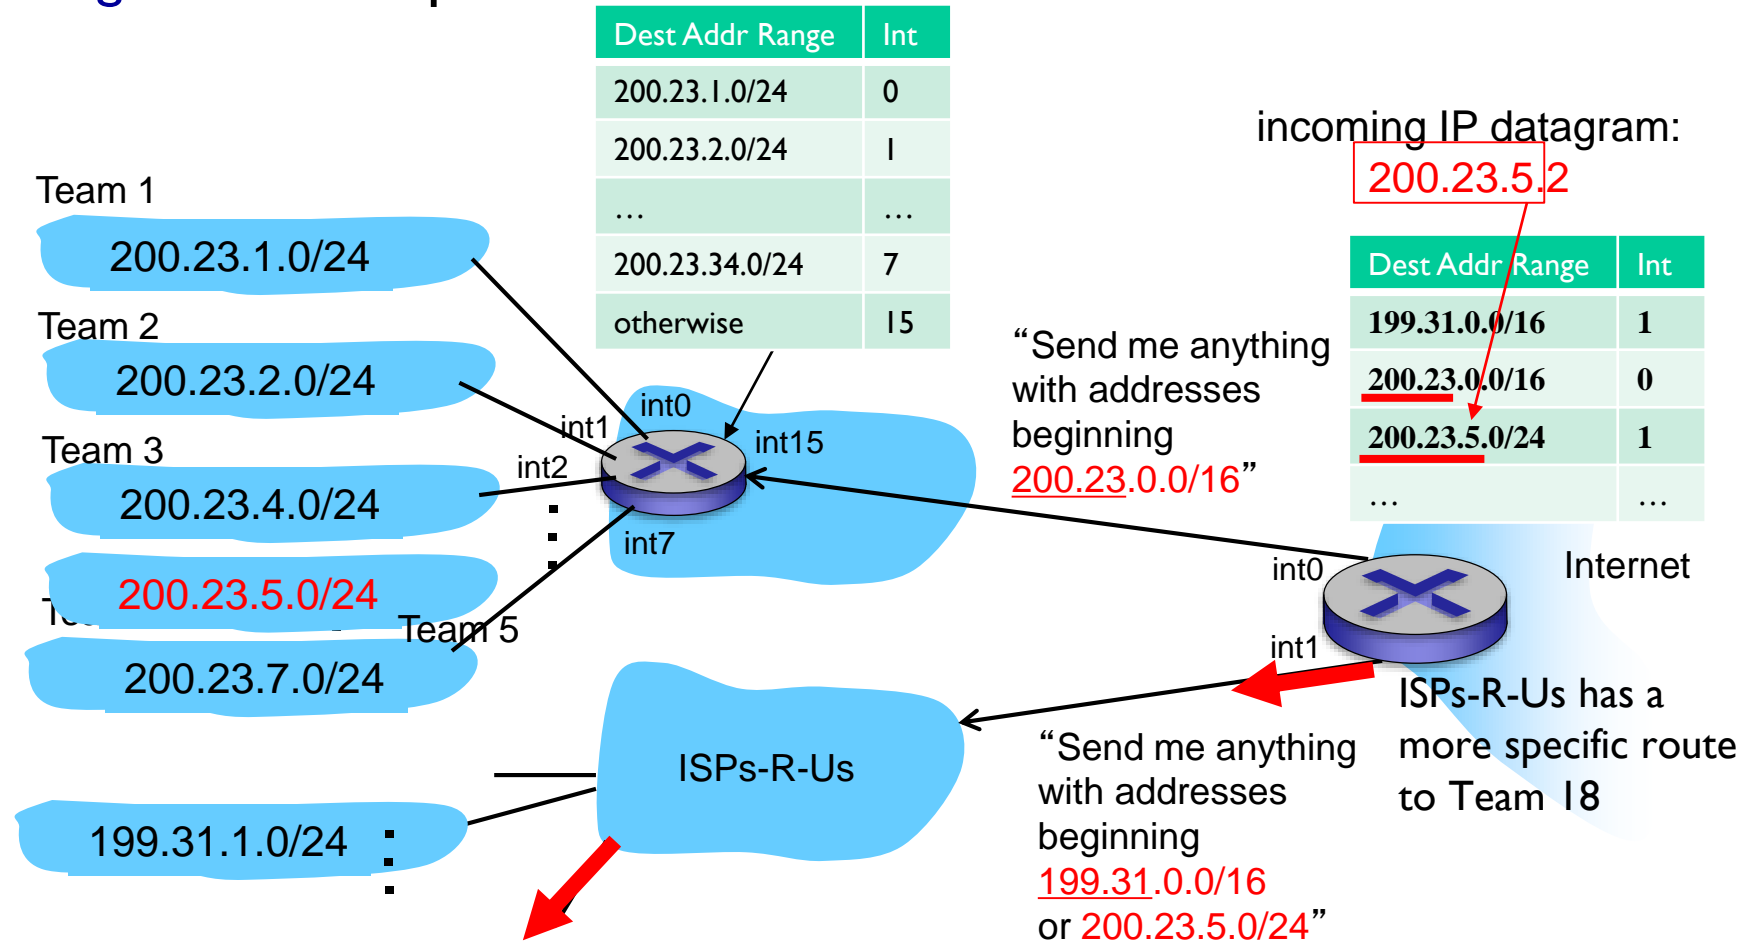 Dest Addr Range Int
200.23.1.0/24 0
200.23.2.0/24 1
… …
200.23.34.0/24 7
otherwise 15
incoming IP datagram:
200.23.5.2
Dest Addr Range Int
199.31.0.0/16 1
200.23.0.0/16 0
200.23.5.0/24 1
… …
Team 1
200.23.1.0/24
Team 2
200.23.2.0/24
Team 3
200.23.4.0/24
200.23.5.0/24
Team 5
200.23.7.0/24
199.31.1.0/24
int0
int1
int2
int7
int15
“Send me anything
with addresses
beginning
200.23.0.0/16”
int0
int1
Internet
ISPs-R-Us has a
more specific route
to Team 18
ISPs-R-Us
“Send me anything
with addresses
beginning
199.31.0.0/16
or 200.23.5.0/24”